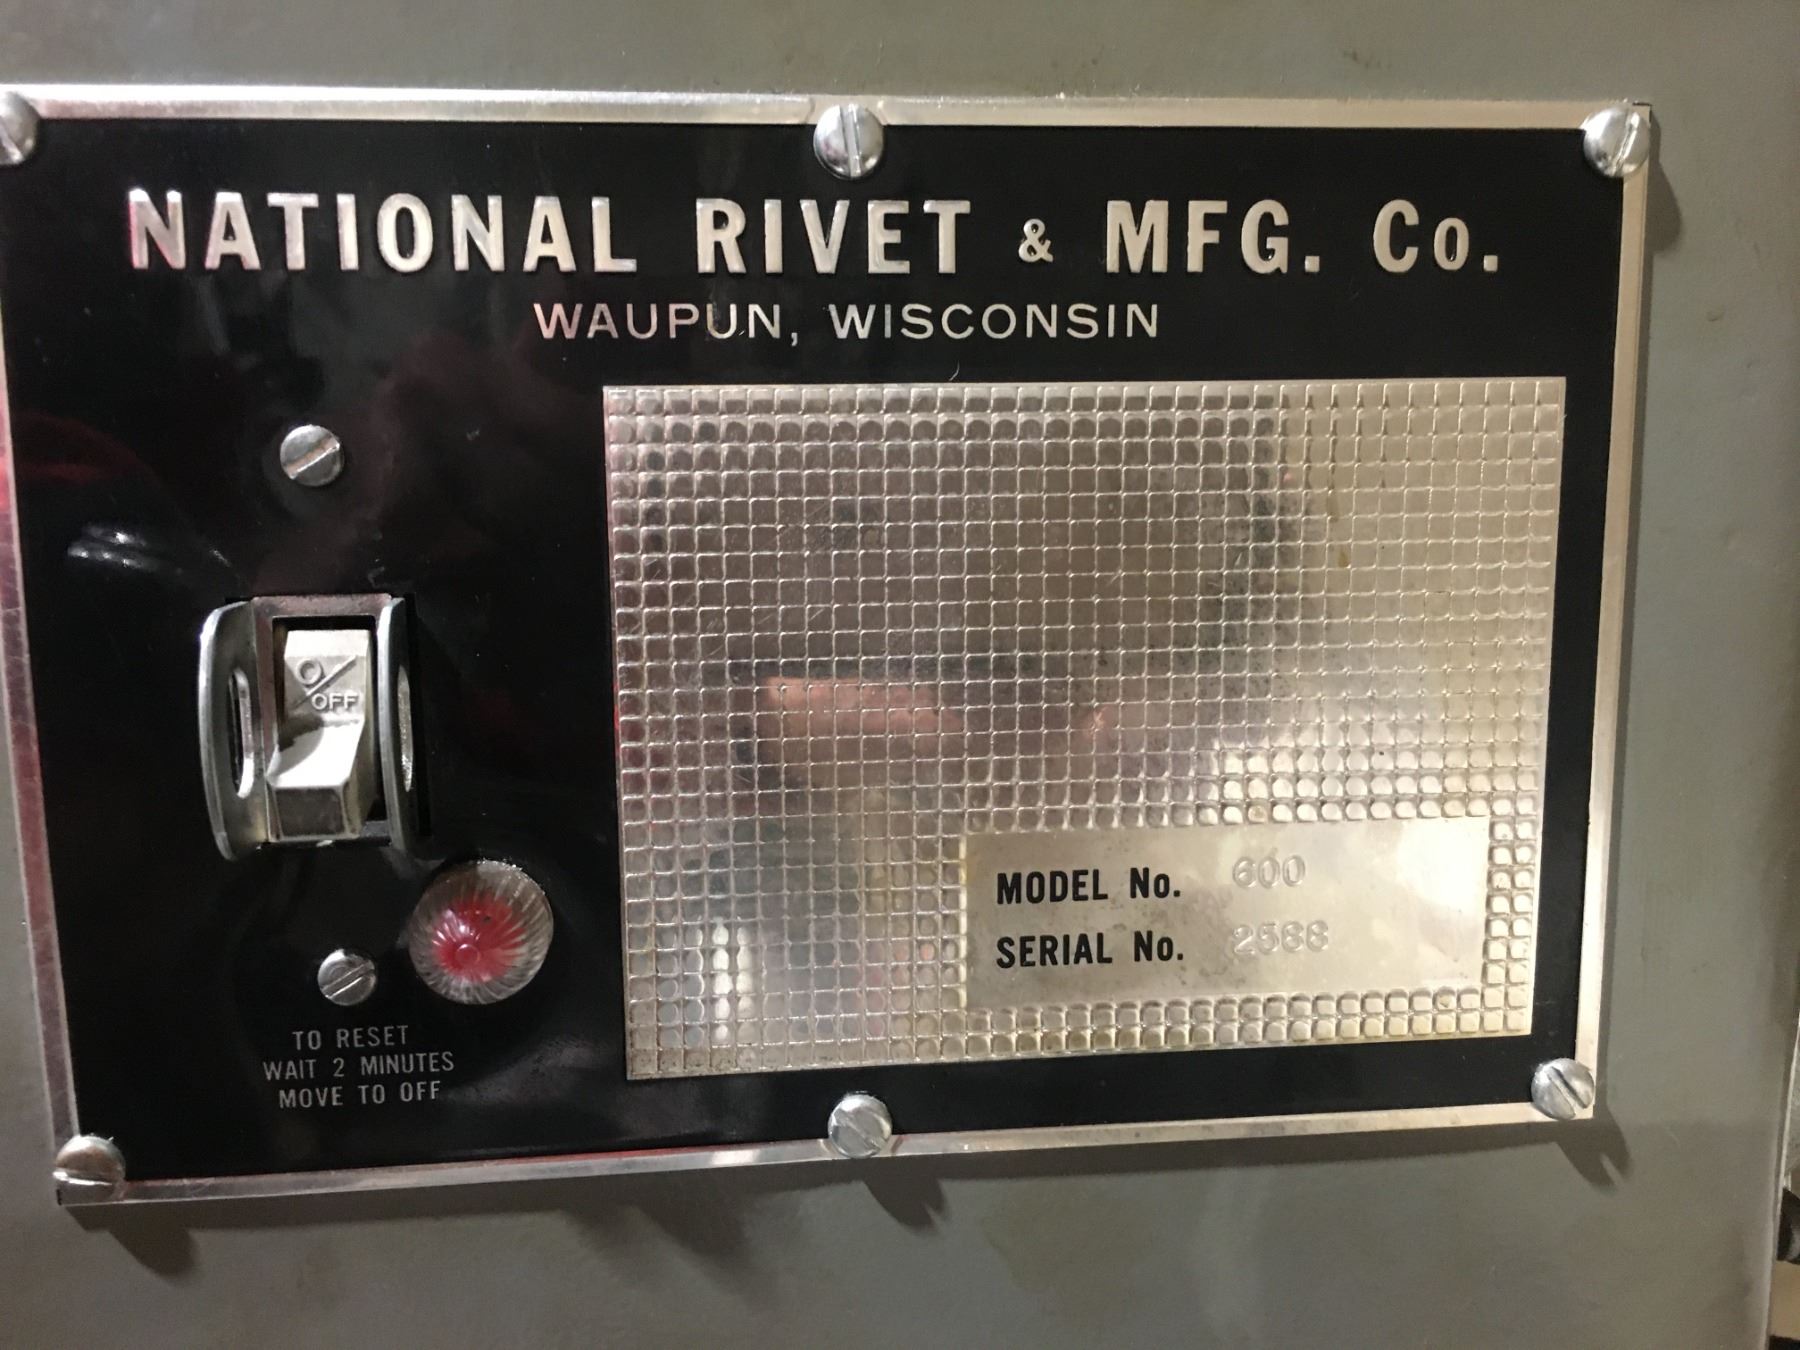 NATIONAL RIVET & MFG. CO.
WAUPUN, WISCONSIN
O/OFF
MODEL No. 600
SERIAL No.
TO RESET
WAIT 2 MINUTES
MOVE TO OFF